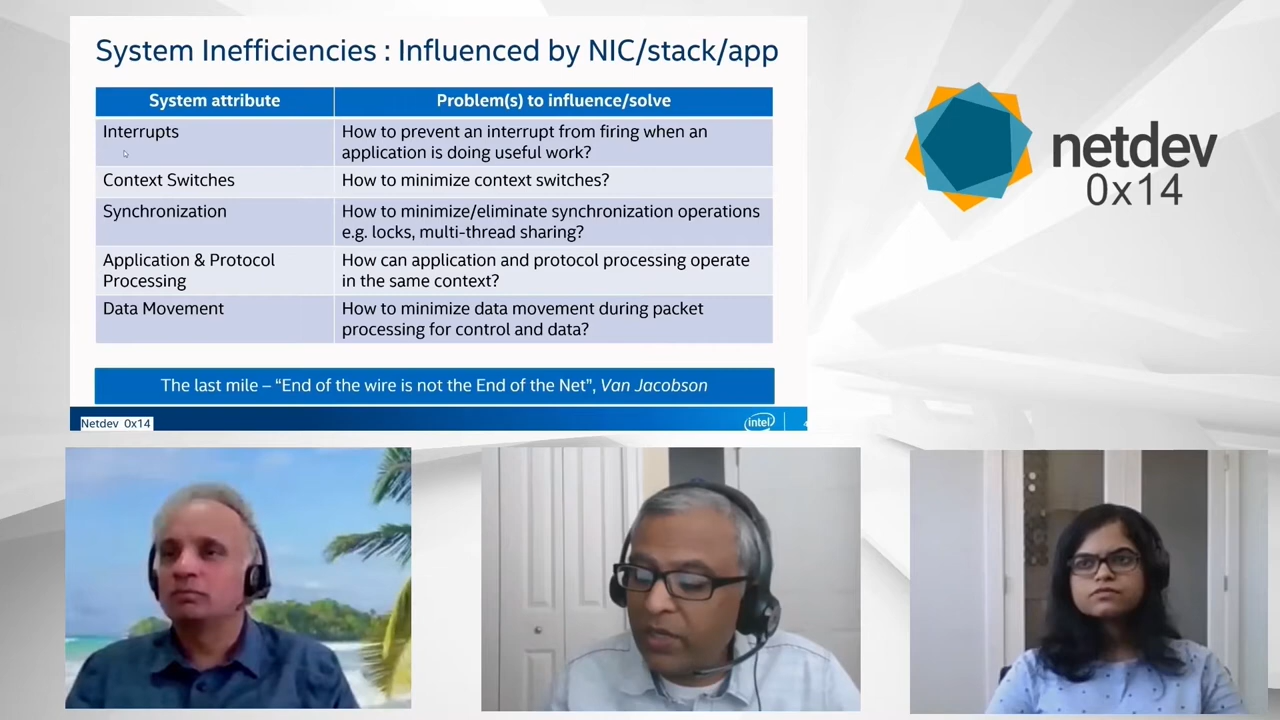 System Inefficiencies : Influenced by NIC/stack/app
System attribute
Problem(s) to influence/solve
Interrupts
How to prevent an interrupt from firing when an
application is doing useful work?
Context Switches
How to minimize context switches?
Synchronization
How to minimize/eliminate synchronization operations
e.g. locks, multi-thread sharing?
Application & Protocol
Processing
How can application and protocol processing operate
in the same context?
Data Movement
How to minimize data movement during packet
processing for control and data?
The last mile – “End of the wire is not the End of the Net”, Van Jacobson
Netdev 0x14
intel
netdev
0x14